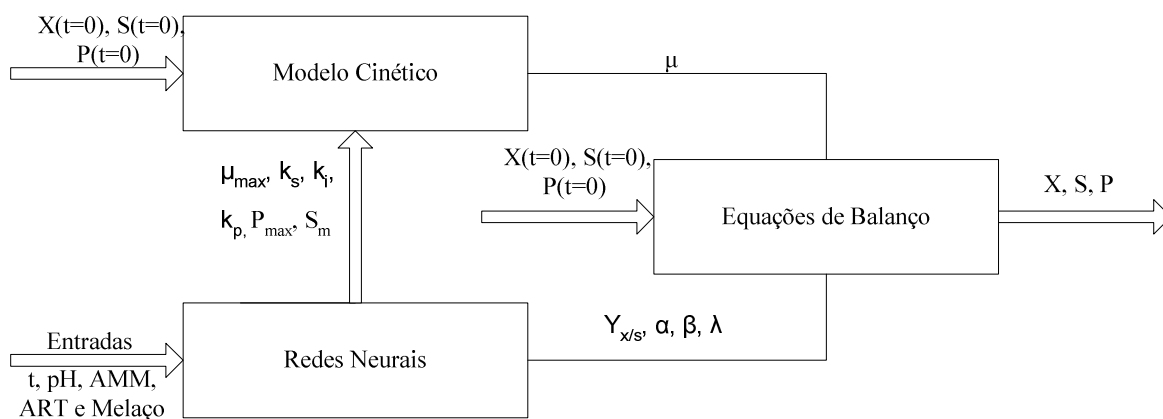 X(t=0), S(t=0),
P(t=0)
Modelo Cinético
μ
μmax, ks, ki,
kp, Pmax, Sm
X(t=0), S(t=0),
P(t=0)
Equações de Balanço
X, S, P
Entradas
t, pH, AMM,
ART e Melaço
Redes Neurais
Yx/s, α, β, λ